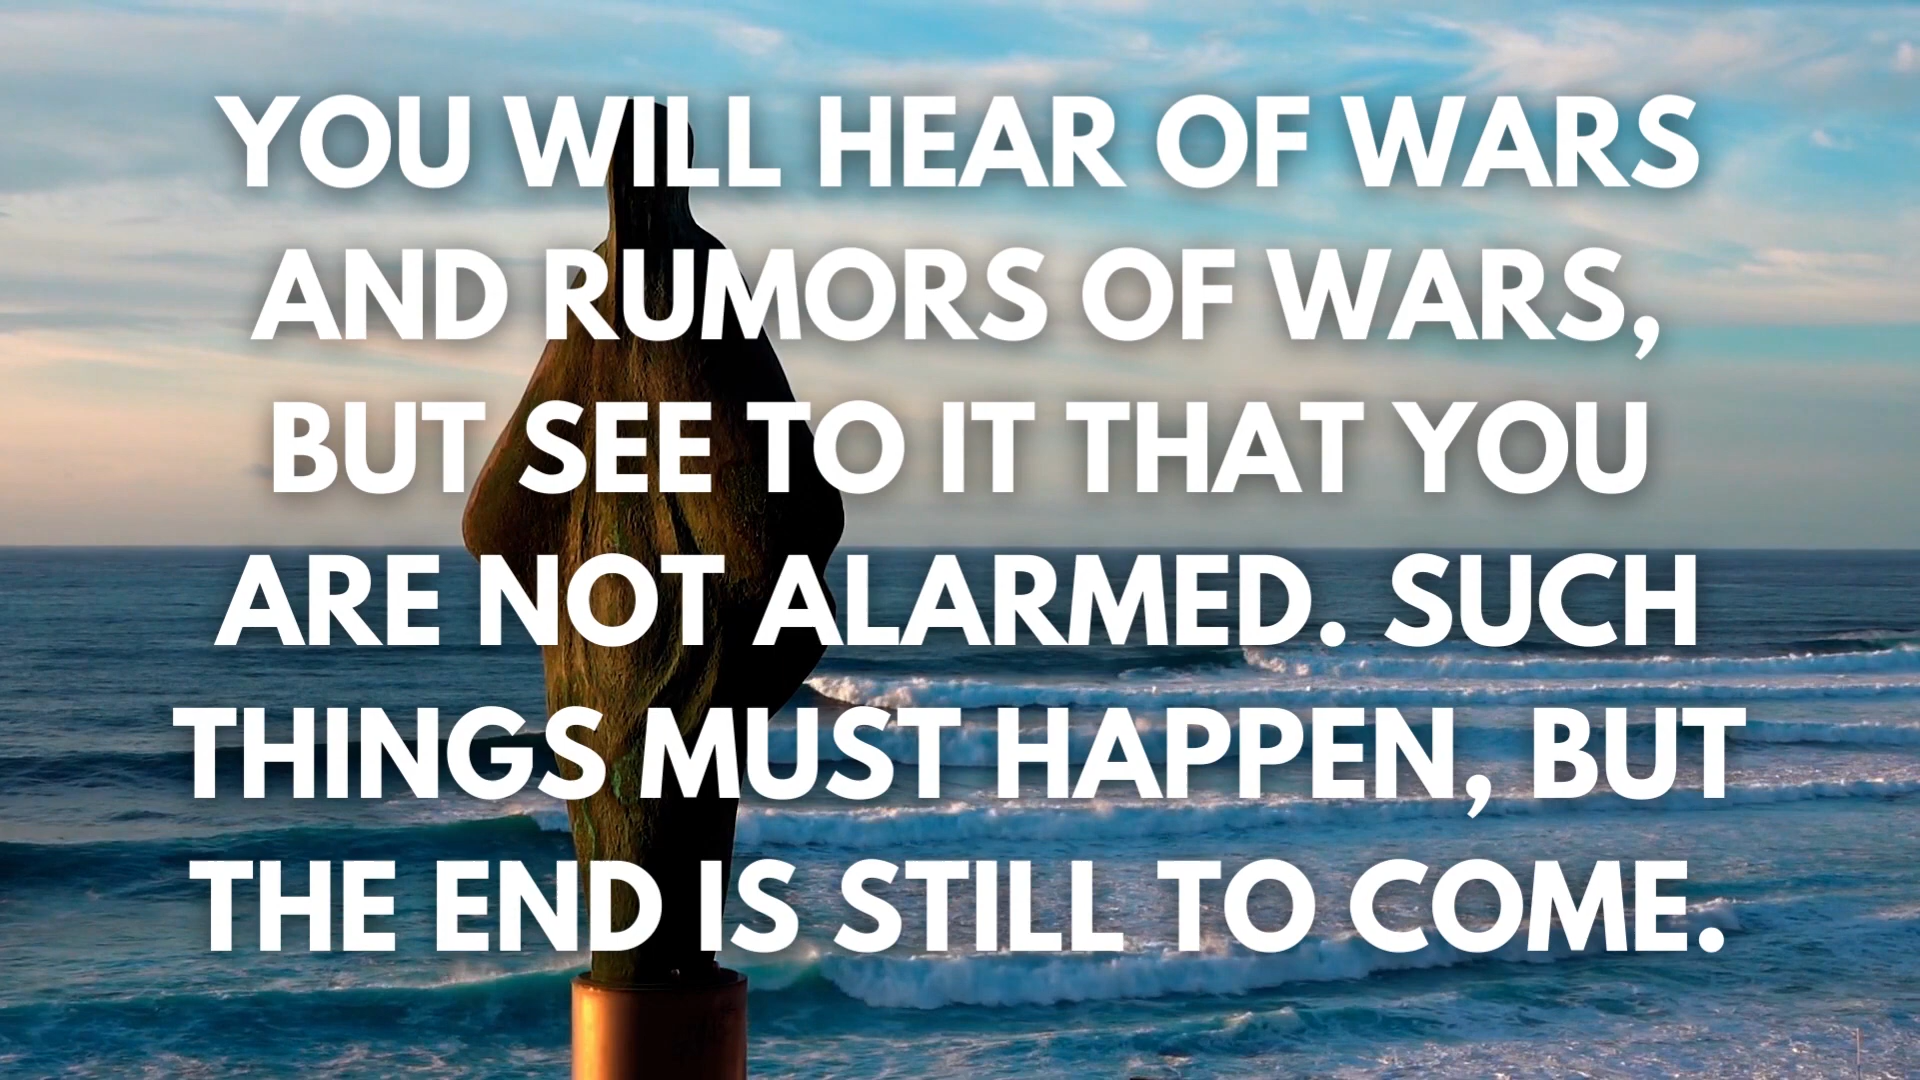 YOU WILL HEAR OF WARS
AND RUMORS OF WARS,
BUT SEE TO IT THAT YOU
ARE NOT ALARMED. SUCH
THINGS MUST HAPPEN, BUT
THE END IS STILL TO COME.